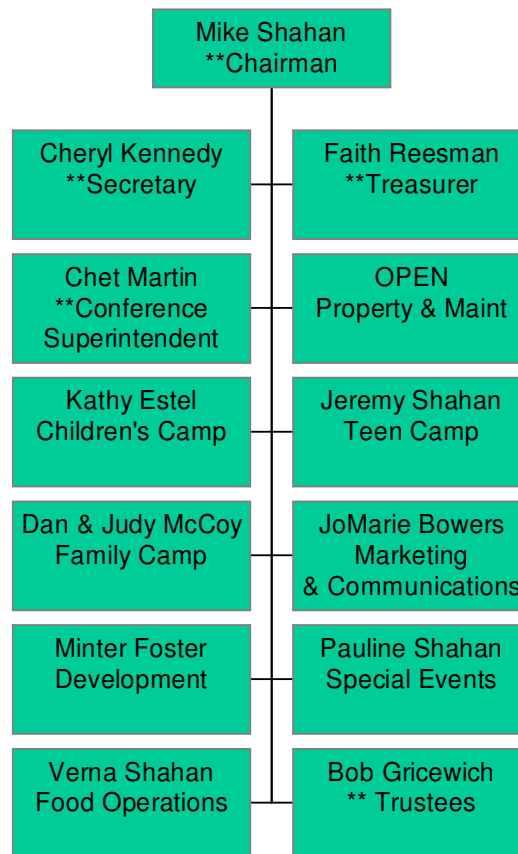 Mike Shahan
**Chairman
Cheryl Kennedy
**Secretary
Faith Reesman
**Treasurer
Chet Martin
**Conference
Superintendent
OPEN
Property & Maint
Kathy Estel
Children's Camp
Jeremy Shahan
Teen Camp
Dan & Judy McCoy
Family Camp
JoMarie Bowers
Marketing
& Communications
Minter Foster
Development
Pauline Shahan
Special Events
Verna Shahan
Food Operations
Bob Gricewich
** Trustees